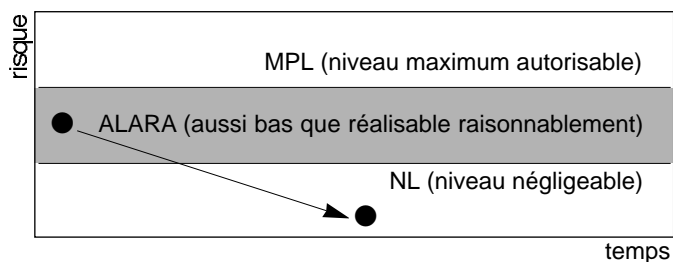 risque
MPL (niveau maximum autorisable)
ALARA (aussi bas que réalisable raisonnablement)
NL (niveau négligeable)
temps